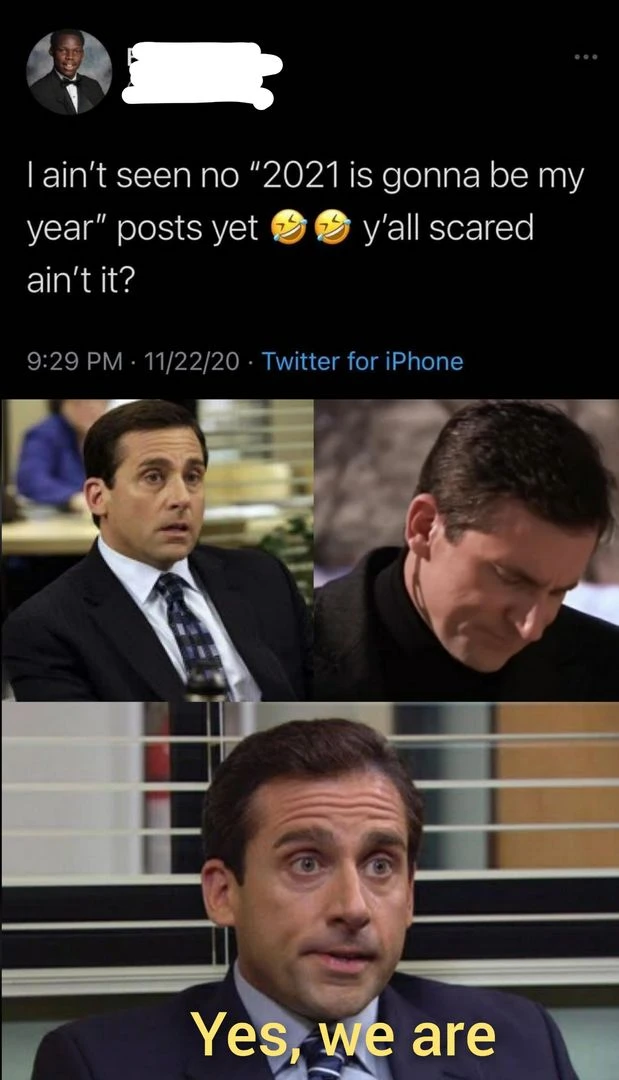 I ain’t seen no “2021 is gonna be my
year” posts yet 🤣🤣 y’all scared
ain’t it?
9:29 PM · 11/22/20 · Twitter for iPhone
Yes, we are